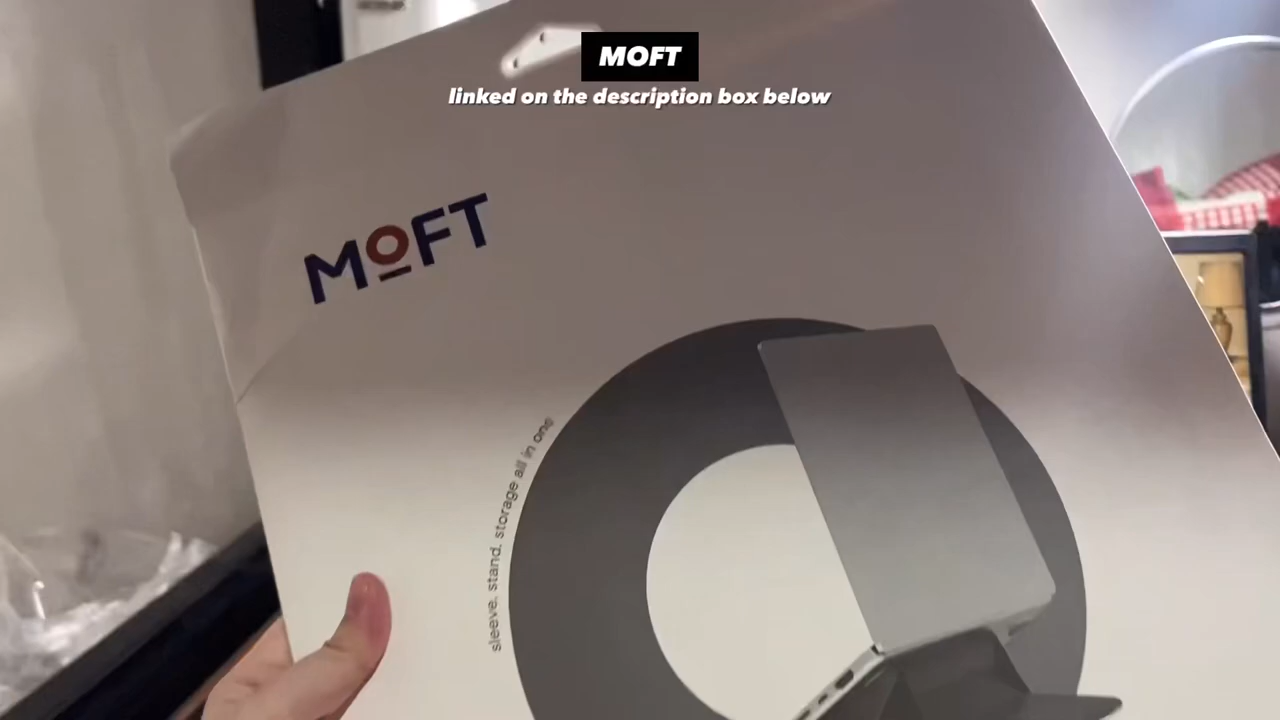 MOFT
linked on the description box below
MOFT
sleeve. stand. storage all in one